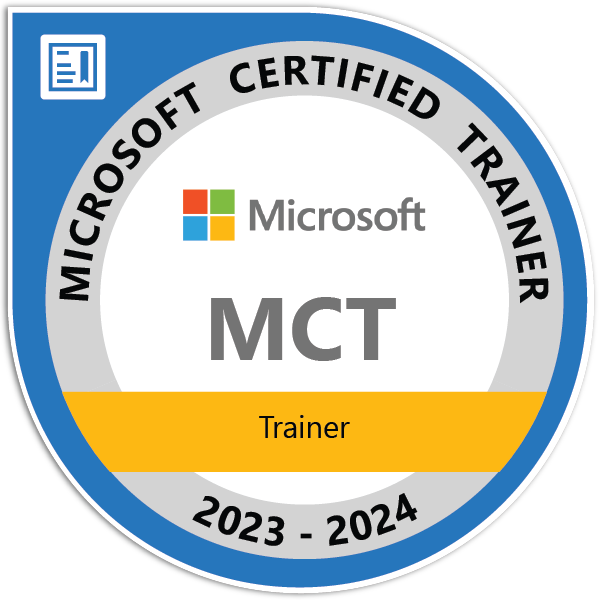 MICROSOFT CERTIFIED TRAINER
Microsoft
MCT
Trainer
2023 - 2024